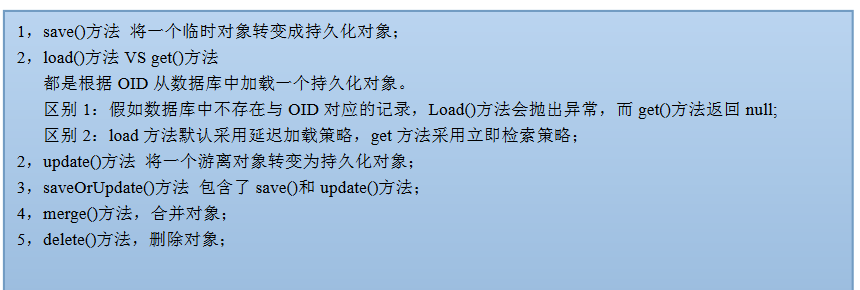 1，save()方法 将一个临时对象转变成持久化对象；
2，load()方法 VS get()方法
都是根据 OID 从数据库中加载一个持久化对象。
区别 1：假如数据库中不存在与 OID 对应的记录，Load()方法会抛出异常，而 get()方法返回 null;
区别 2：load 方法默认采用延迟加载策略，get 方法采用立即检索策略；
2，update()方法 将一个游离对象转变为持久化对象；
3，saveOrUpdate()方法 包含了 save()和 update()方法；
4，merge()方法，合并对象；
5，delete()方法，删除对象；